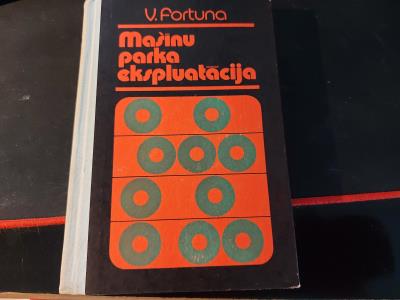 V. Fortuna
Mašīnu
parka
ekspluatācija